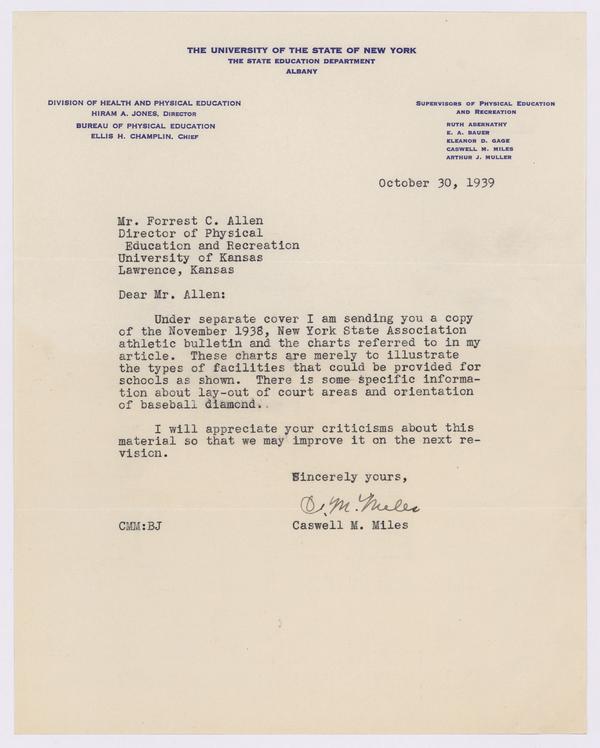 THE UNIVERSITY OF THE STATE OF NEW YORK
THE STATE EDUCATION DEPARTMENT
ALBANY
DIVISION OF HEALTH AND PHYSICAL EDUCATION
HIRAM A. JONES, DIRECTOR
BUREAU OF PHYSICAL EDUCATION
ELLIS H. CHAMPLIN, CHIEF
SUPERVISORS OF PHYSICAL EDUCATION
AND RECREATION
RUTH ABERNATHY
E. A. BAUER
ELEANOR D. GAGE
CASWELL M. MILES
ARTHUR J. MULLER
October 30, 1939
Mr. Forrest C. Allen
Director of Physical
Education and Recreation
University of Kansas
Lawrence, Kansas
Dear Mr. Allen:
Under separate cover I am sending you a copy
of the November 1938, New York State Association
athletic bulletin and the charts referred to in my
article. These charts are merely to illustrate
the types of facilities that could be provided for
schools as shown. There is some specific informa-
tion about lay-out of court areas and orientation
of baseball diamond..
I will appreciate your criticisms about this
material so that we may improve it on the next re-
vision.
Sincerely yours,
C. M. Miles
CMM:BJ
Caswell M. Miles